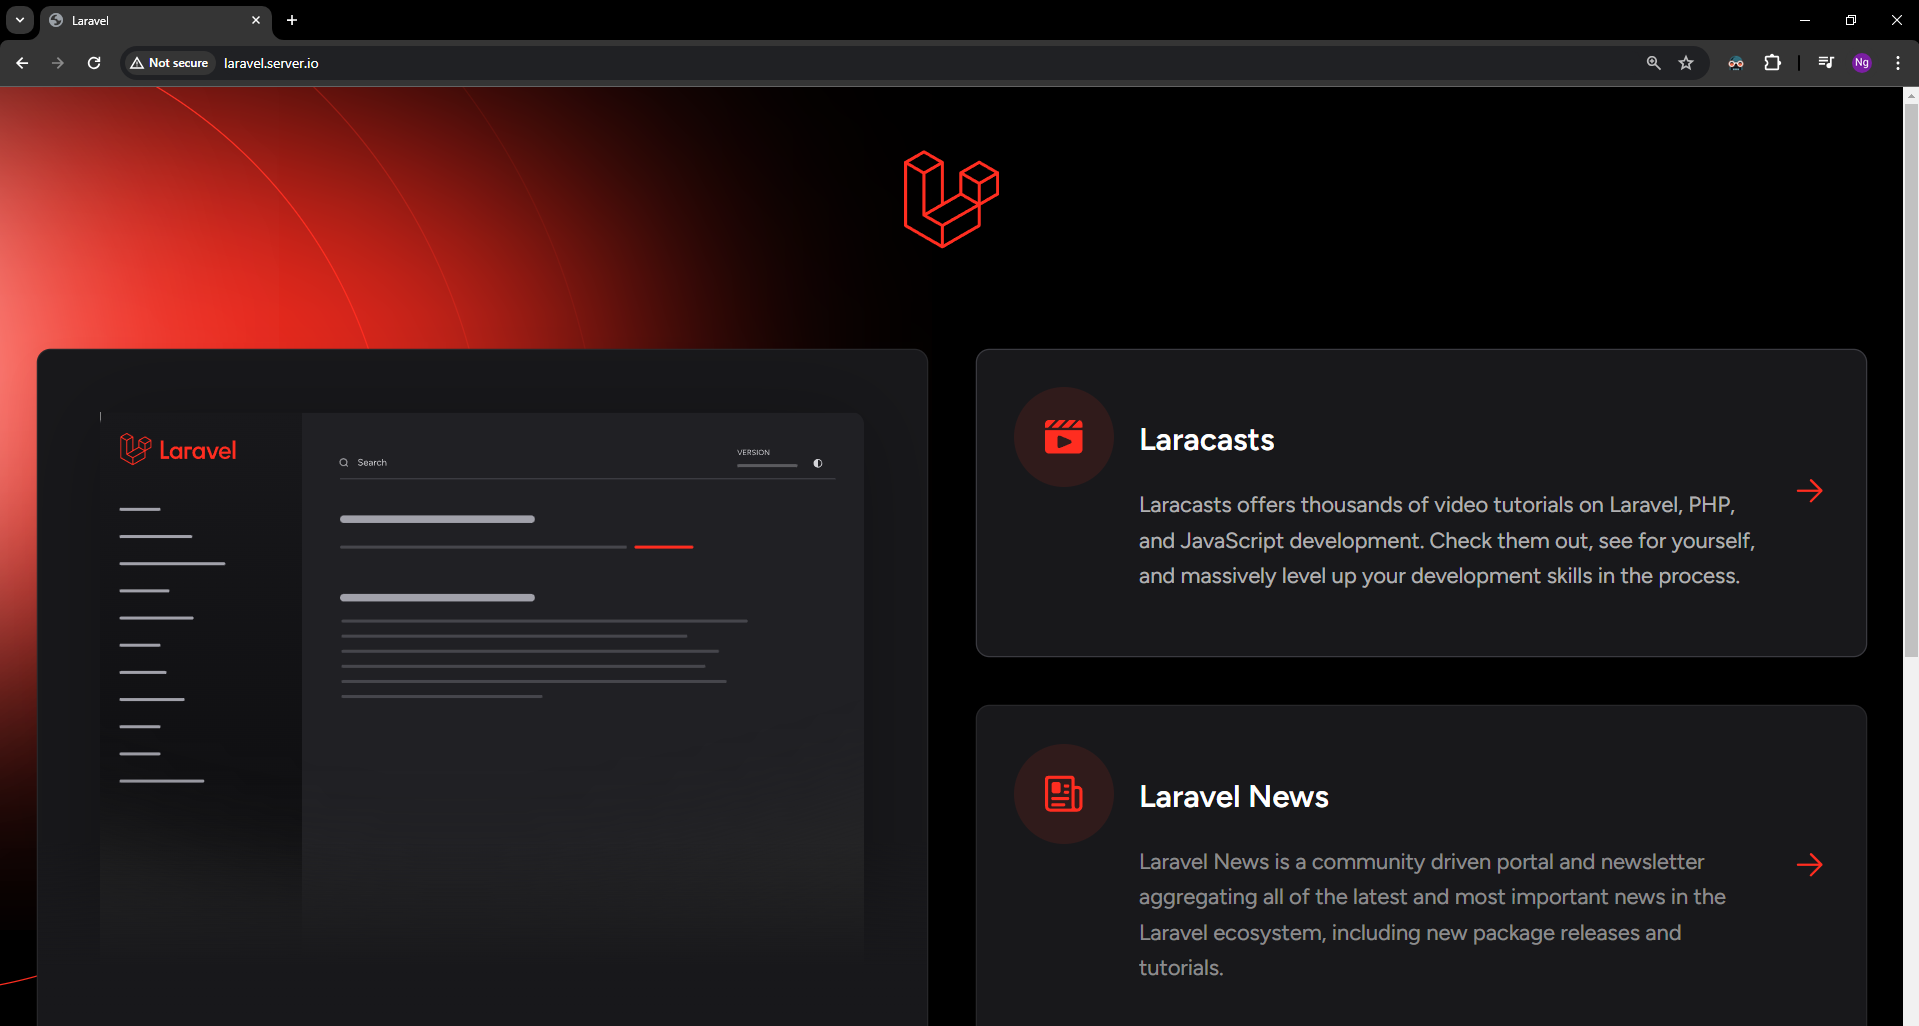 Laravel
Not secure
laravel.server.io
Ng
Laravel
Search
VERSION
Laracasts
Laracasts offers thousands of video tutorials on Laravel, PHP,
and JavaScript development. Check them out, see for yourself,
and massively level up your development skills in the process.
Laravel News
Laravel News is a community driven portal and newsletter
aggregating all of the latest and most important news in the
Laravel ecosystem, including new package releases and
tutorials.